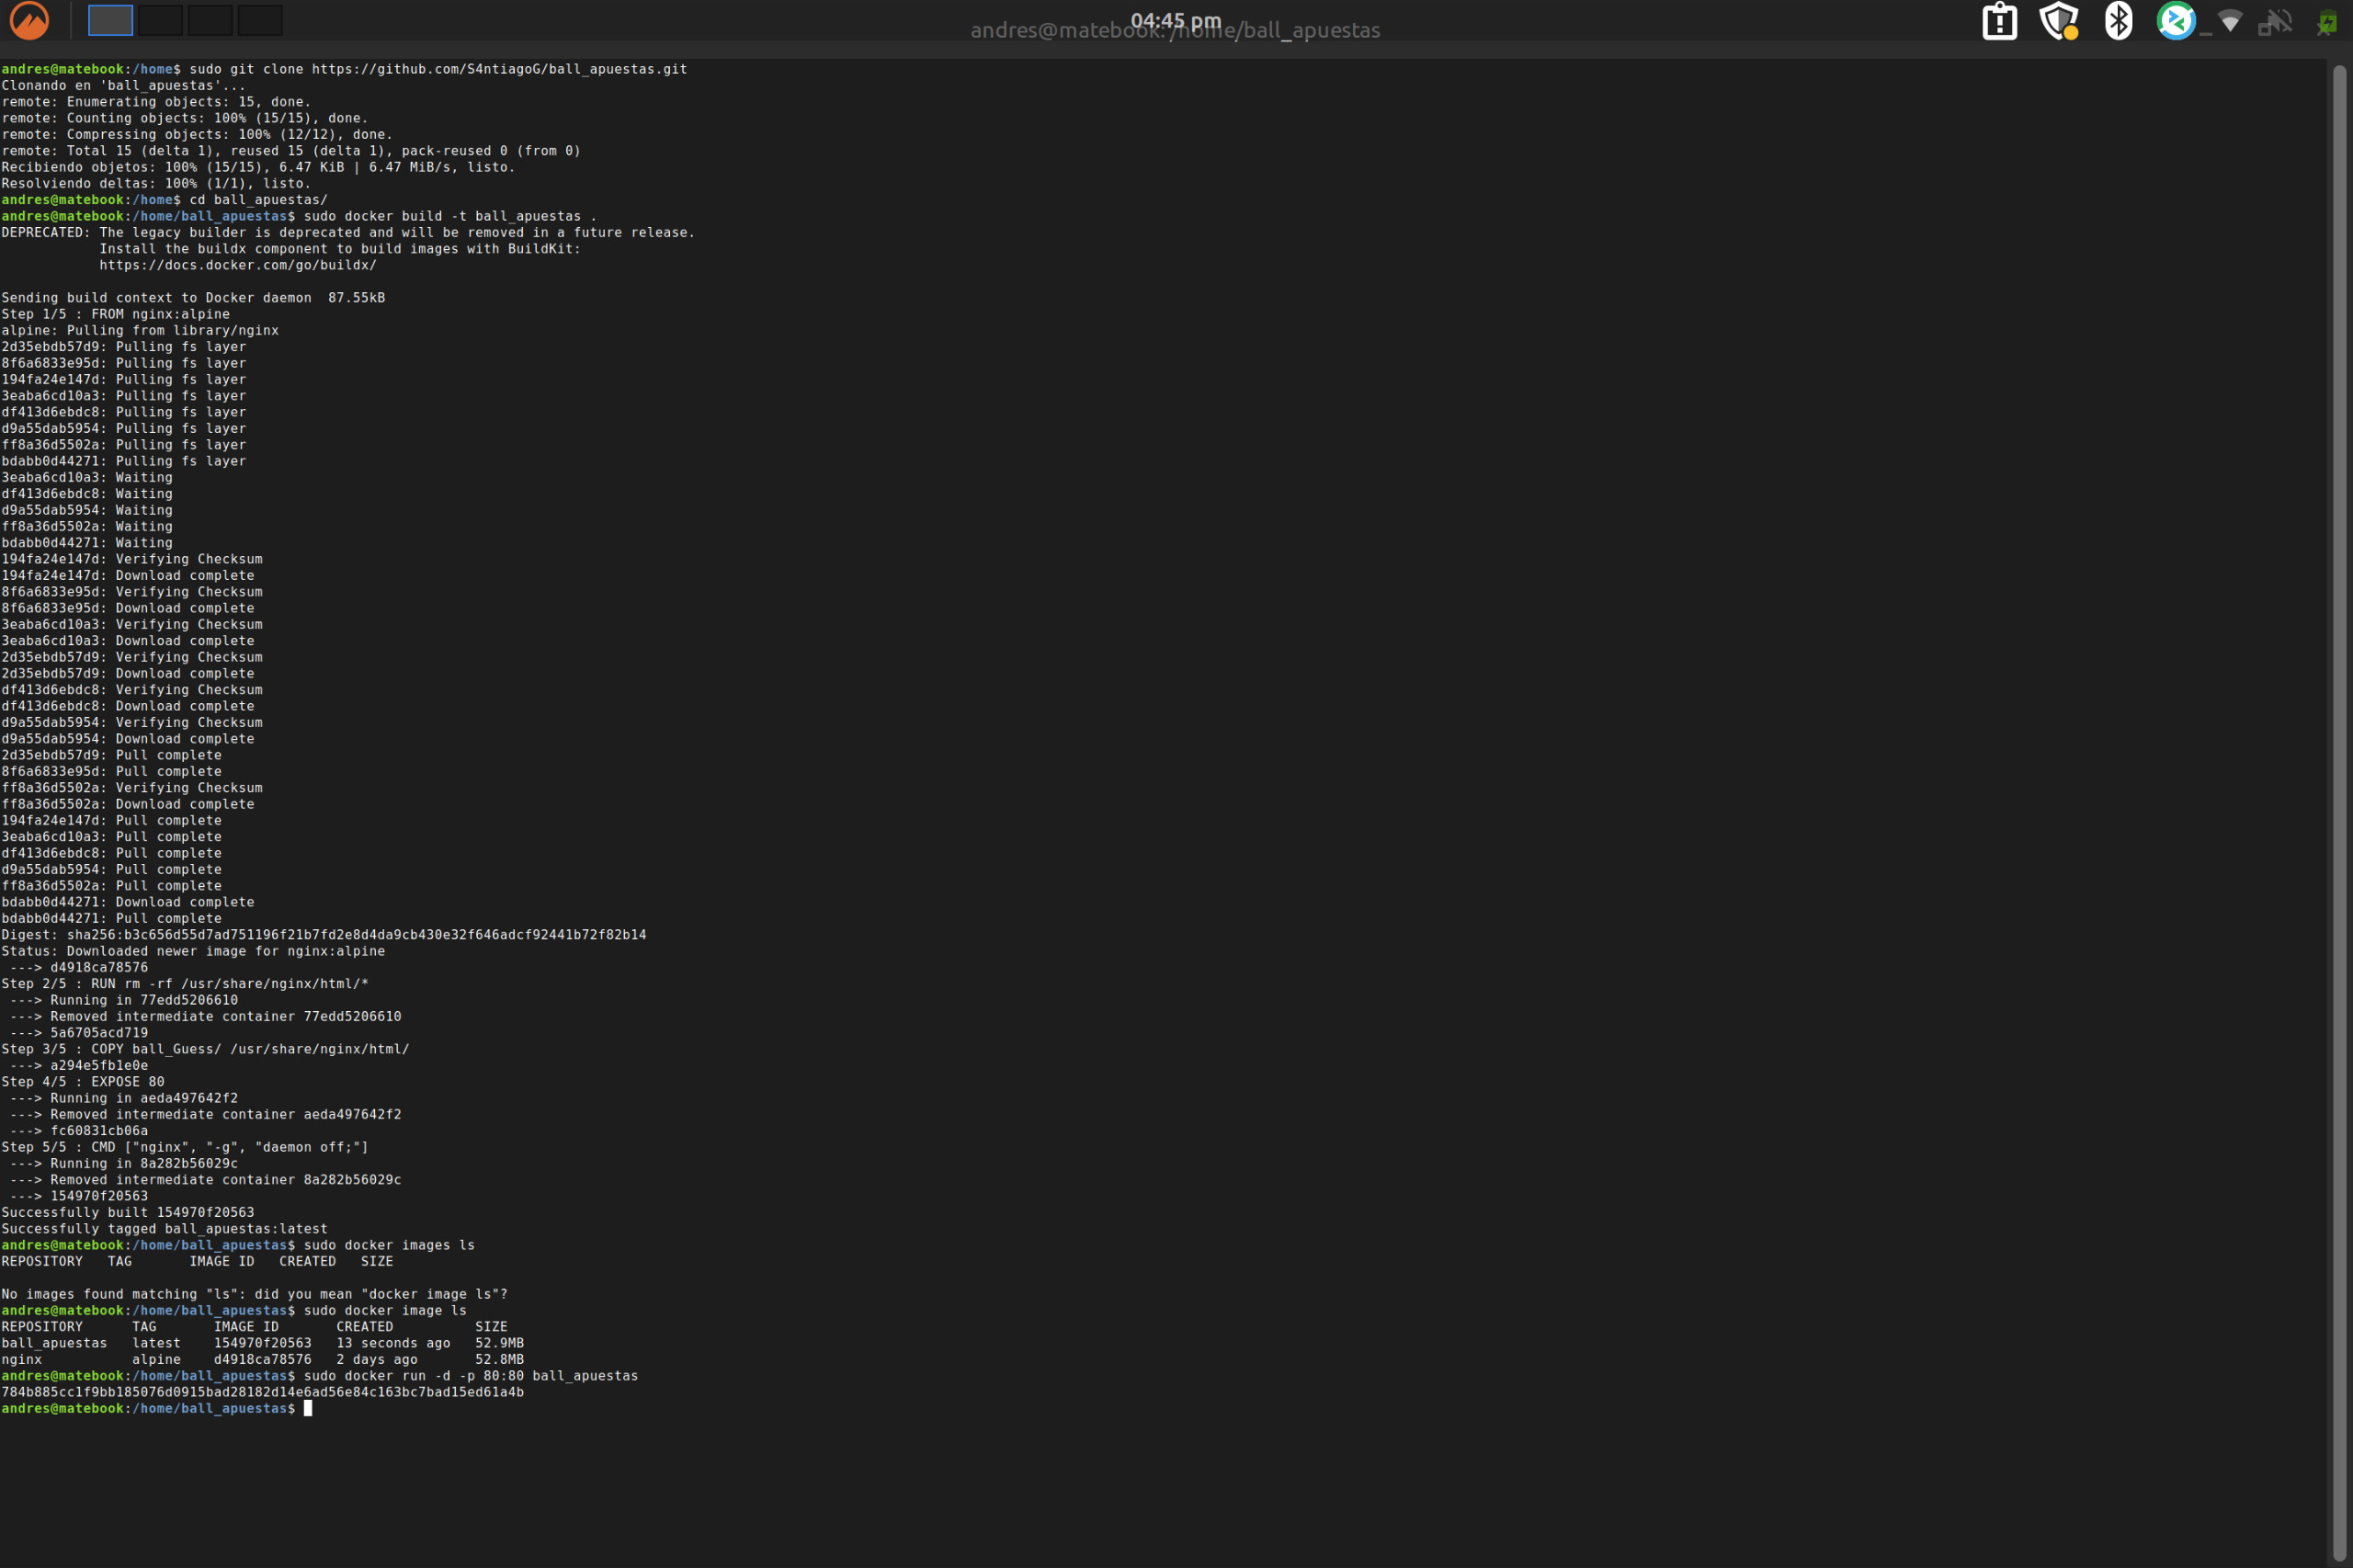 04:45 pm
andres@matebook: /home/ball_apuestas
andres@matebook:/home$ sudo git clone https://github.com/S4ntiagoG/ball_apuestas.git
Clonando en 'ball_apuestas'...
remote: Enumerating objects: 15, done.
remote: Counting objects: 100% (15/15), done.
remote: Compressing objects: 100% (12/12), done.
remote: Total 15 (delta 1), reused 15 (delta 1), pack-reused 0 (from 0)
Recibiendo objetos: 100% (15/15), 6.47 KiB | 6.47 MiB/s, listo.
Resolviendo deltas: 100% (1/1), listo.
andres@matebook:/home$ cd ball_apuestas/
andres@matebook:/home/ball_apuestas$ sudo docker build -t ball_apuestas .
DEPRECATED: The legacy builder is deprecated and will be removed in a future release.
            Install the buildx component to build images with BuildKit:
            https://docs.docker.com/go/buildx/

Sending build context to Docker daemon  87.55kB
Step 1/5 : FROM nginx:alpine
alpine: Pulling from library/nginx
2d35ebdb57d9: Pulling fs layer
8f6a6833e95d: Pulling fs layer
194fa24e147d: Pulling fs layer
3eaba6cd10a3: Pulling fs layer
df413d6ebdc8: Pulling fs layer
d9a55dab5954: Pulling fs layer
ff8a36d5502a: Pulling fs layer
bdabb0d44271: Pulling fs layer
3eaba6cd10a3: Waiting
df413d6ebdc8: Waiting
d9a55dab5954: Waiting
ff8a36d5502a: Waiting
bdabb0d44271: Waiting
194fa24e147d: Verifying Checksum
194fa24e147d: Download complete
8f6a6833e95d: Verifying Checksum
8f6a6833e95d: Download complete
3eaba6cd10a3: Verifying Checksum
3eaba6cd10a3: Download complete
2d35ebdb57d9: Verifying Checksum
2d35ebdb57d9: Download complete
df413d6ebdc8: Verifying Checksum
df413d6ebdc8: Download complete
d9a55dab5954: Verifying Checksum
d9a55dab5954: Download complete
2d35ebdb57d9: Pull complete
8f6a6833e95d: Pull complete
ff8a36d5502a: Verifying Checksum
ff8a36d5502a: Download complete
194fa24e147d: Pull complete
3eaba6cd10a3: Pull complete
df413d6ebdc8: Pull complete
d9a55dab5954: Pull complete
ff8a36d5502a: Pull complete
bdabb0d44271: Download complete
bdabb0d44271: Pull complete
Digest: sha256:b3c656d55d7ad751196f21b7fd2e8d4da9cb430e32f646adcf92441b72f82b14
Status: Downloaded newer image for nginx:alpine
 ---> d4918ca78576
Step 2/5 : RUN rm -rf /usr/share/nginx/html/*
 ---> Running in 77edd5206610
 ---> Removed intermediate container 77edd5206610
 ---> 5a6705acd719
Step 3/5 : COPY ball_Guess/ /usr/share/nginx/html/
 ---> a294e5fb1e0e
Step 4/5 : EXPOSE 80
 ---> Running in aeda497642f2
 ---> Removed intermediate container aeda497642f2
 ---> fc60831cb06a
Step 5/5 : CMD ["nginx", "-g", "daemon off;"]
 ---> Running in 8a282b56029c
 ---> Removed intermediate container 8a282b56029c
 ---> 154970f20563
Successfully built 154970f20563
Successfully tagged ball_apuestas:latest
andres@matebook:/home/ball_apuestas$ sudo docker images ls
REPOSITORY   TAG       IMAGE ID   CREATED   SIZE

No images found matching "ls": did you mean "docker image ls"?
andres@matebook:/home/ball_apuestas$ sudo docker image ls
REPOSITORY      TAG       IMAGE ID       CREATED          SIZE
ball_apuestas   latest    154970f20563   13 seconds ago   52.9MB
nginx           alpine    d4918ca78576   2 days ago       52.8MB
andres@matebook:/home/ball_apuestas$ sudo docker run -d -p 80:80 ball_apuestas
784b885cc1f9bb185076d0915bad28182d14e6ad56e84c163bc7bad15ed61a4b
andres@matebook:/home/ball_apuestas$